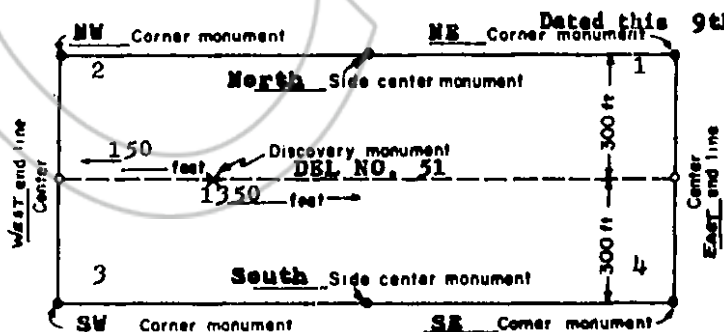 Dated this 9th
NW Corner monument NE Corner monument
2 1
North Side center monument
300 ft
150 feet Discovery monument
DEL NO. 51
1350 feet
WEST end line
Center
Center
EAST end line
300 ft
3 4
South Side center monument
SW Corner monument SE Corner monument